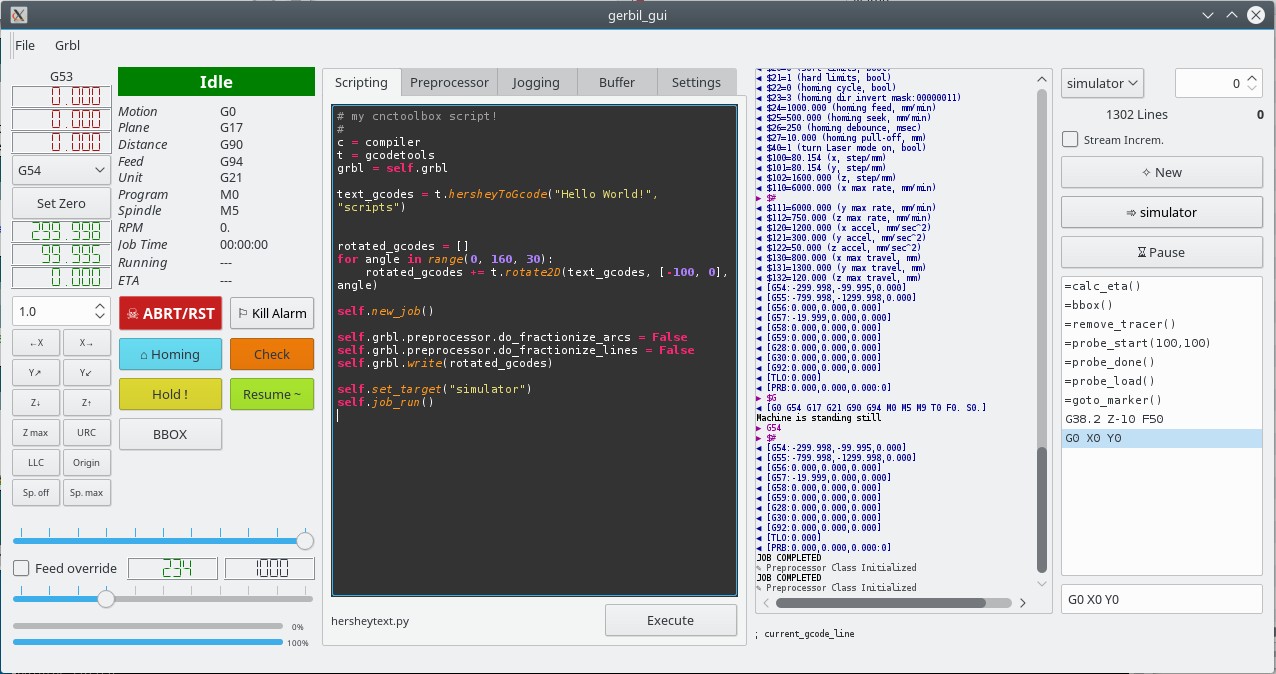 gerbil_gui
File Grbl
G53
0.000
0.000
0.000
G54
Set Zero
299.998
99.995
0.000
1.0
←X X→
Y↗ Y↙
Z↓ Z↑
Z max URC
LLC Origin
Sp. off Sp. max
Idle
Motion G0
Plane G17
Distance G90
Feed G94
Unit G21
Program M0
Spindle M5
RPM 0.
Job Time 00:00:00
Running ---
ETA ---
☠ ABRT/RST ⚐ Kill Alarm
⌂ Homing Check
Hold ! Resume ~
BBOX
Feed override 234 1000
0%
100%
Scripting Preprocessor Jogging Buffer Settings
# my cnctoolbox script!
#
c = compiler
t = gcodetools
grbl = self.grbl
text_gcodes = t.hersheyToGcode("Hello World!",
"scripts")
rotated_gcodes = []
for angle in range(0, 160, 30):
rotated_gcodes += t.rotate2D(text_gcodes, [-100, 0],
angle)
self.new_job()
self.grbl.preprocessor.do_fractionize_arcs = False
self.grbl.preprocessor.do_fractionize_lines = False
self.grbl.write(rotated_gcodes)
self.set_target("simulator")
self.job_run()
hersheytext.py Execute
◂ $21=1 (hard limits, bool)
◂ $22=0 (homing cycle, bool)
◂ $23=3 (homing dir invert mask:00000011)
◂ $24=1000.000 (homing feed, mm/min)
◂ $25=500.000 (homing seek, mm/min)
◂ $26=250 (homing debounce, msec)
◂ $27=10.000 (homing pull-off, mm)
◂ $40=1 (turn Laser mode on, bool)
◂ $100=80.154 (x, step/mm)
◂ $101=80.154 (y, step/mm)
◂ $102=1600.000 (z, step/mm)
◂ $110=6000.000 (x max rate, mm/min)
▸ $#
◂ $111=6000.000 (y max rate, mm/min)
◂ $112=750.000 (z max rate, mm/min)
◂ $120=1200.000 (x accel, mm/sec^2)
◂ $121=300.000 (y accel, mm/sec^2)
◂ $122=50.000 (z accel, mm/sec^2)
◂ $130=800.000 (x max travel, mm)
◂ $131=1300.000 (y max travel, mm)
◂ $132=120.000 (z max travel, mm)
◂ [G54:-299.998,-99.995,0.000]
◂ [G55:-799.998,-1299.998,0.000]
◂ [G56:0.000,0.000,0.000]
◂ [G57:-19.999,0.000,0.000]
◂ [G58:0.000,0.000,0.000]
◂ [G59:0.000,0.000,0.000]
◂ [G28:0.000,0.000,0.000]
◂ [G30:0.000,0.000,0.000]
◂ [G92:0.000,0.000,0.000]
◂ [TLO:0.000]
◂ [PRB:0.000,0.000,0.000:0]
▸ $G
◂ [G0 G54 G17 G21 G90 G94 M0 M5 M9 T0 F0. S0.]
Machine is standing still
▸ G54
▸ $#
◂ [G54:-299.998,-99.995,0.000]
◂ [G55:-799.998,-1299.998,0.000]
◂ [G56:0.000,0.000,0.000]
◂ [G57:-19.999,0.000,0.000]
◂ [G58:0.000,0.000,0.000]
◂ [G59:0.000,0.000,0.000]
◂ [G28:0.000,0.000,0.000]
◂ [G30:0.000,0.000,0.000]
◂ [G92:0.000,0.000,0.000]
◂ [TLO:0.000]
◂ [PRB:0.000,0.000,0.000:0]
JOB COMPLETED
✎ Preprocessor Class Initialized
JOB COMPLETED
✎ Preprocessor Class Initialized
; current_gcode_line
simulator 0
1302 Lines 0
Stream Increm.
✧ New
➾ simulator
⌛ Pause
=calc_eta()
=bbox()
=remove_tracer()
=probe_start(100,100)
=probe_done()
=probe_load()
=goto_marker()
G38.2 Z-10 F50
G0 X0 Y0
G0 X0 Y0